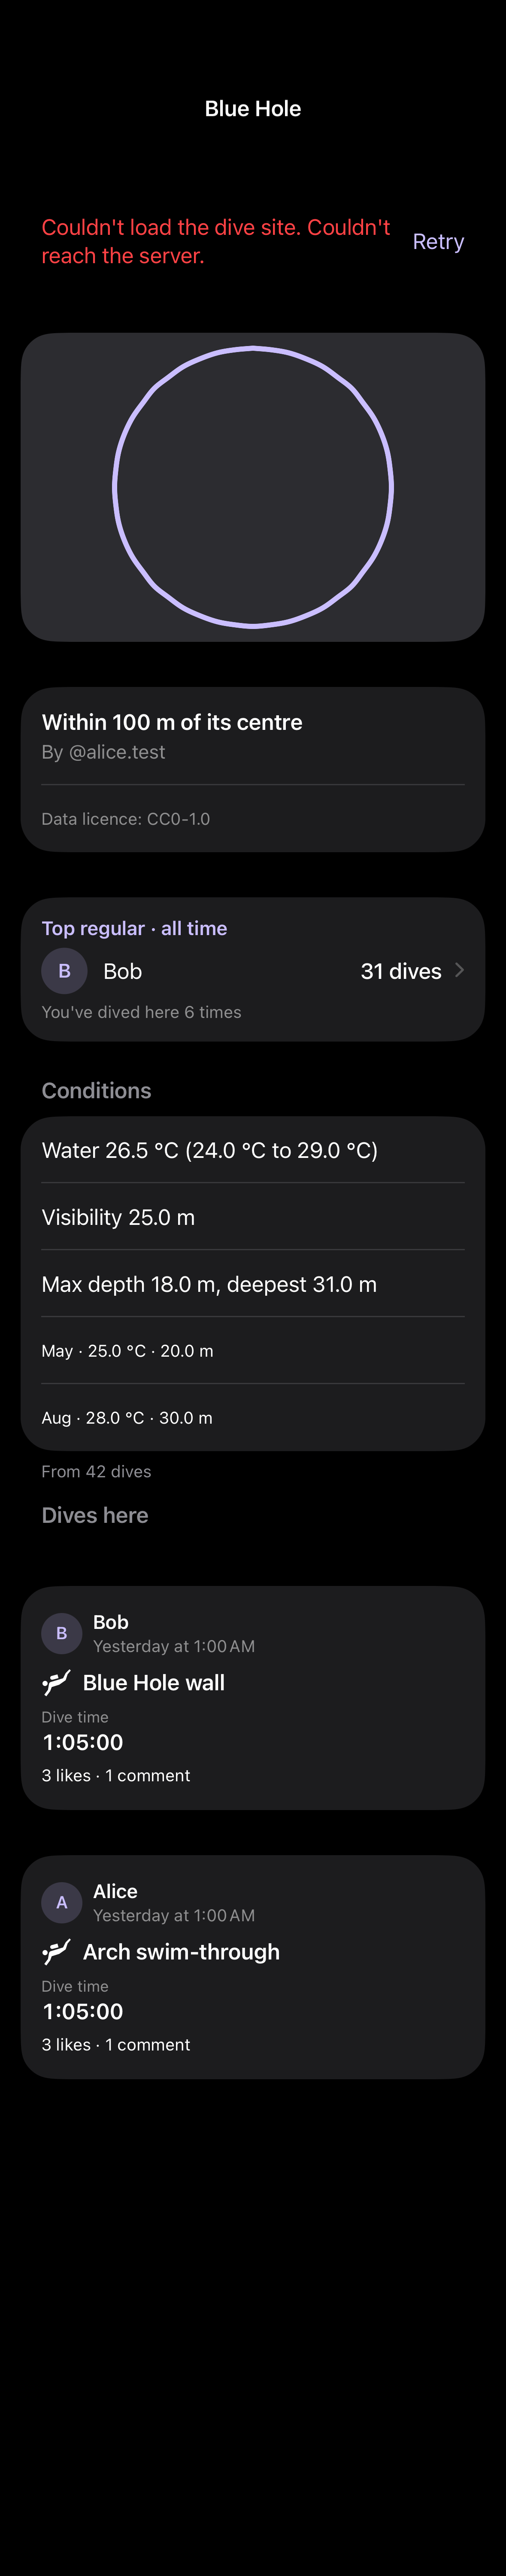 Blue Hole
Couldn't load the dive site. Couldn't
reach the server.
Retry
Within 100 m of its centre
By @alice.test
Data licence: CC0-1.0
Top regular · all time
B
Bob
31 dives
You've dived here 6 times
Conditions
Water 26.5 °C (24.0 °C to 29.0 °C)
Visibility 25.0 m
Max depth 18.0 m, deepest 31.0 m
May · 25.0 °C · 20.0 m
Aug · 28.0 °C · 30.0 m
From 42 dives
Dives here
B
Bob
Yesterday at 1:00 AM
Blue Hole wall
Dive time
1:05:00
3 likes · 1 comment
A
Alice
Yesterday at 1:00 AM
Arch swim-through
Dive time
1:05:00
3 likes · 1 comment